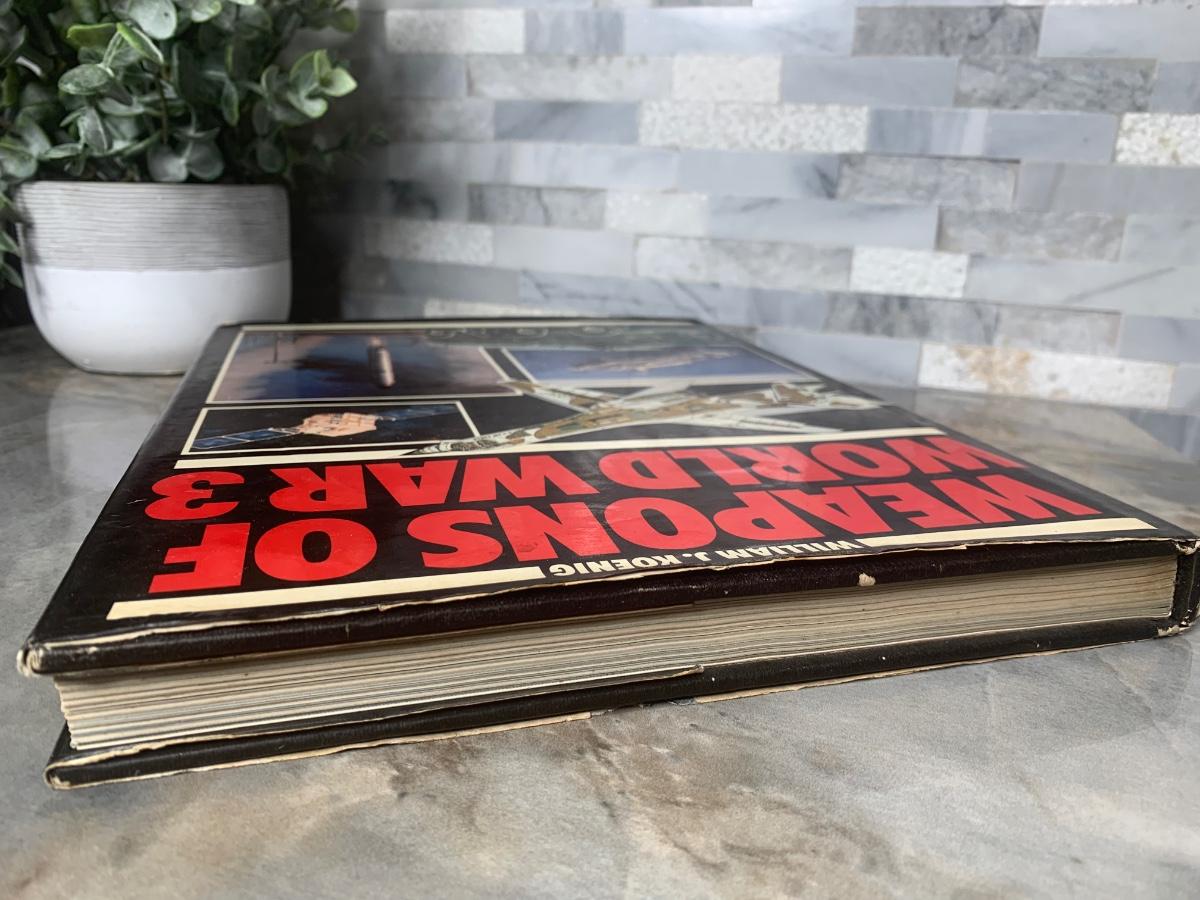 WILLIAM J. KOENIG
WEAPONS OF
WORLD WAR 3